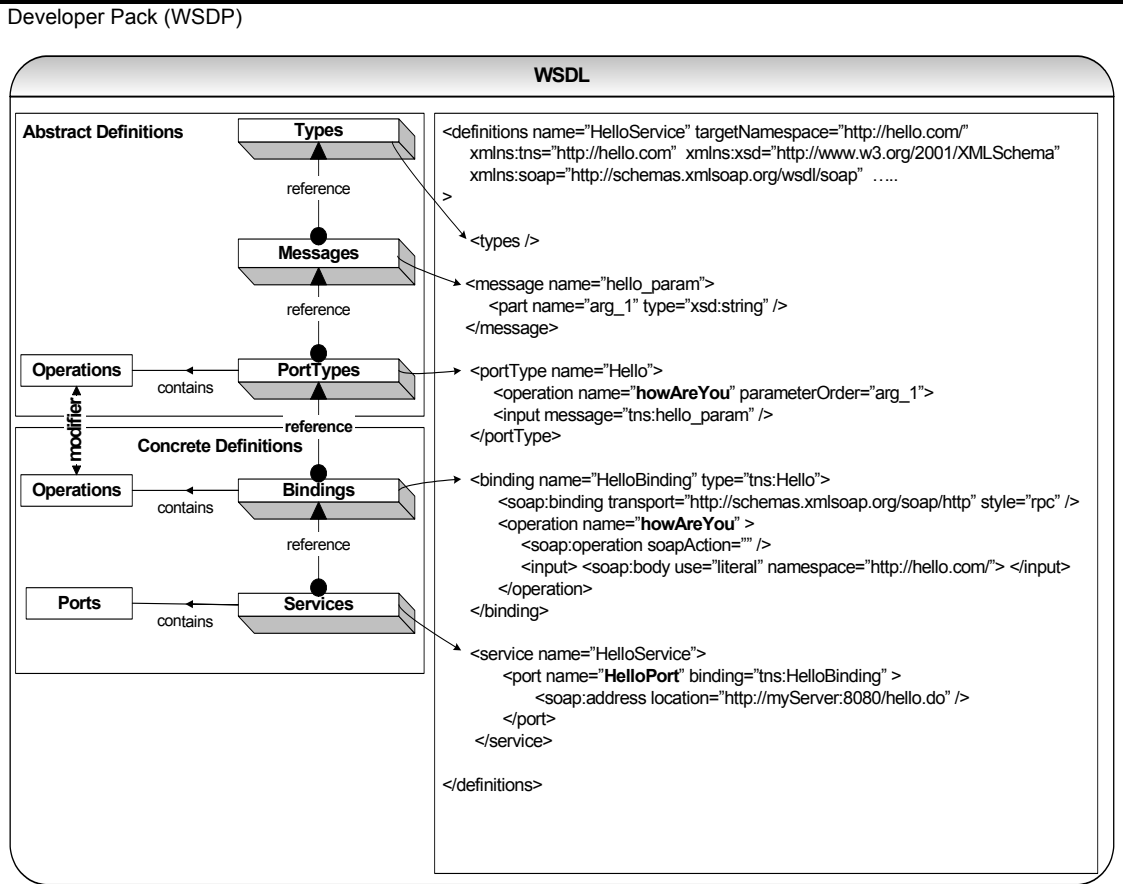 Developer Pack (WSDP)
WSDL
Abstract Definitions
Types
reference
Messages
reference
Operations
contains
PortTypes
modifier
reference
Concrete Definitions
Operations
contains
Bindings
reference
Ports
contains
Services
<definitions name=”HelloService” targetNamespace=”http://hello.com/”
xmlns:tns=”http://hello.com”  xmlns:xsd=”http://www.w3.org/2001/XMLSchema”
xmlns:soap=”http://schemas.xmlsoap.org/wsdl/soap”  …..
>
<types />
<message name=”hello_param”>
<part name=”arg_1” type=”xsd:string” />
</message>
<portType name=”Hello”>
<operation name=”howAreYou” parameterOrder=”arg_1”>
<input message=”tns:hello_param” />
</portType>
<binding name=”HelloBinding” type=”tns:Hello”>
<soap:binding transport=”http://schemas.xmlsoap.org/soap/http” style=”rpc” />
<operation name=”howAreYou” >
<soap:operation soapAction=”” />
<input> <soap:body use=”literal” namespace=”http://hello.com/”> </input>
</operation>
</binding>
<service name=”HelloService”>
<port name=”HelloPort” binding=”tns:HelloBinding” >
<soap:address location=”http://myServer:8080/hello.do” />
</port>
</service>
</definitions>